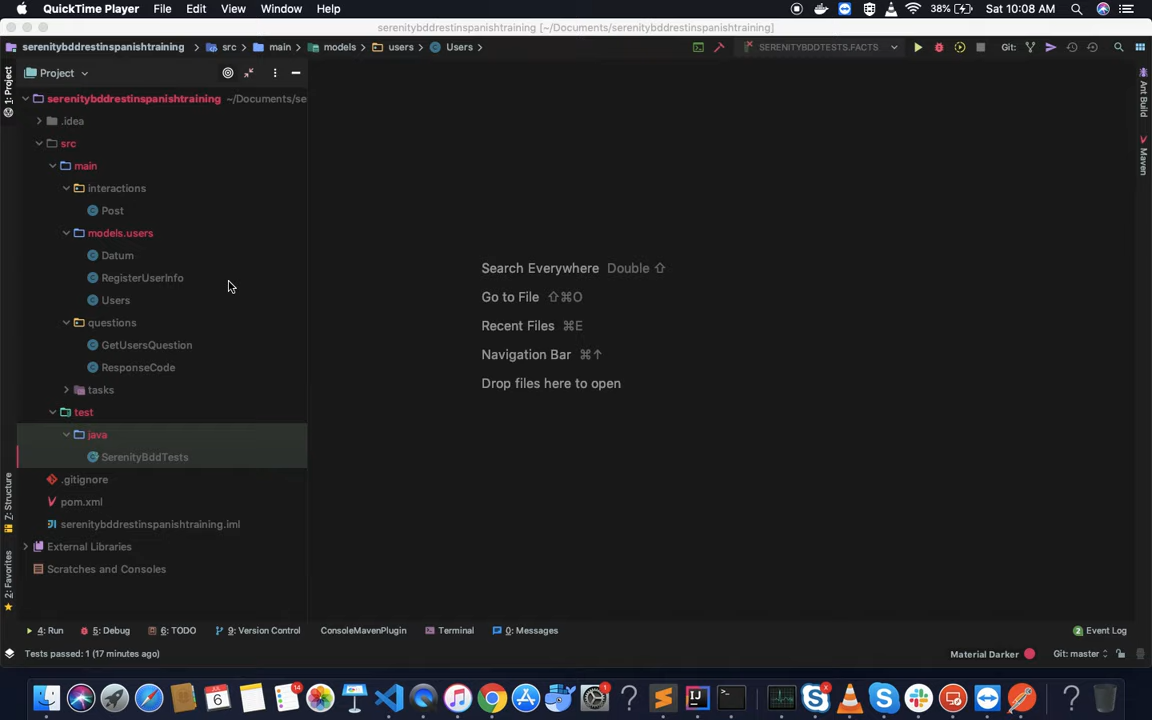 QuickTime Player File Edit View Window Help 38% Sat 10:08 AM
serenitybddrestinspanishtraining [~/Documents/serenitybddrestinspanishtraining]
serenitybddrestinspanishtraining src main models users Users SERENITYBDDTESTS.FACTS Git:
Project
1: Project
serenitybddrestinspanishtraining ~/Documents/se
.idea
src
main
interactions
Post
models.users
Datum
RegisterUserInfo
Users
questions
GetUsersQuestion
ResponseCode
tasks
test
java
SerenityBddTests
.gitignore
pom.xml
serenitybddrestinspanishtraining.iml
External Libraries
Scratches and Consoles
Search Everywhere Double ⇧
Go to File ⇧⌘O
Recent Files ⌘E
Navigation Bar ⌘↑
Drop files here to open
Ant Build
Maven
7: Structure
2: Favorites
4: Run 5: Debug 6: TODO 9: Version Control ConsoleMavenPlugin Terminal 0: Messages 2 Event Log
Tests passed: 1 (17 minutes ago) Material Darker Git: master
6 14 1